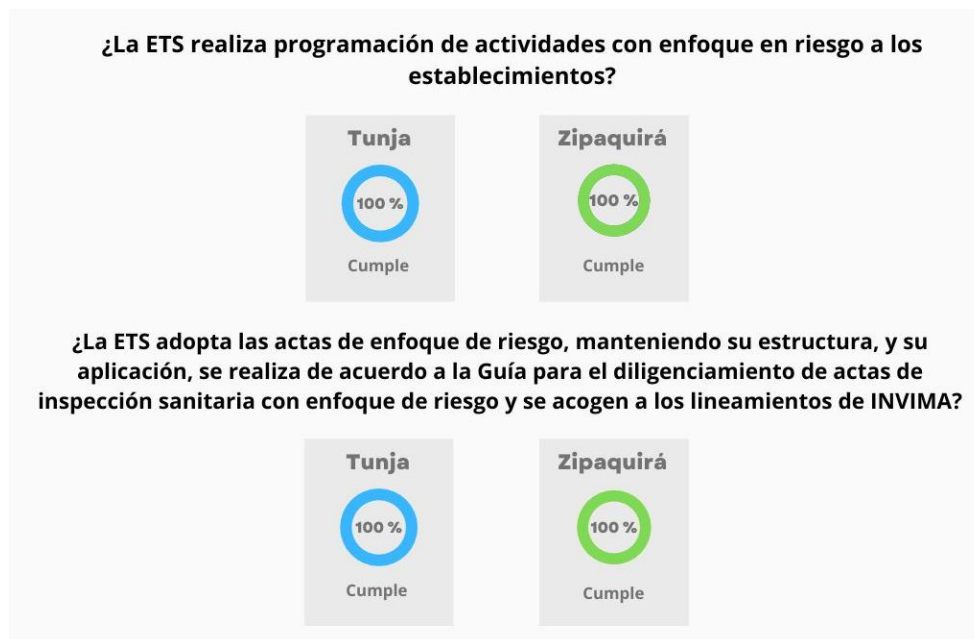 ¿La ETS realiza programación de actividades con enfoque en riesgo a los
establecimientos?
Tunja
Zipaquirá
100 %
100 %
Cumple
Cumple
¿La ETS adopta las actas de enfoque de riesgo, manteniendo su estructura, y su
aplicación, se realiza de acuerdo a la Guía para el diligenciamiento de actas de
inspección sanitaria con enfoque de riesgo y se acogen a los lineamientos de INVIMA?
Tunja
Zipaquirá
100 %
100 %
Cumple
Cumple